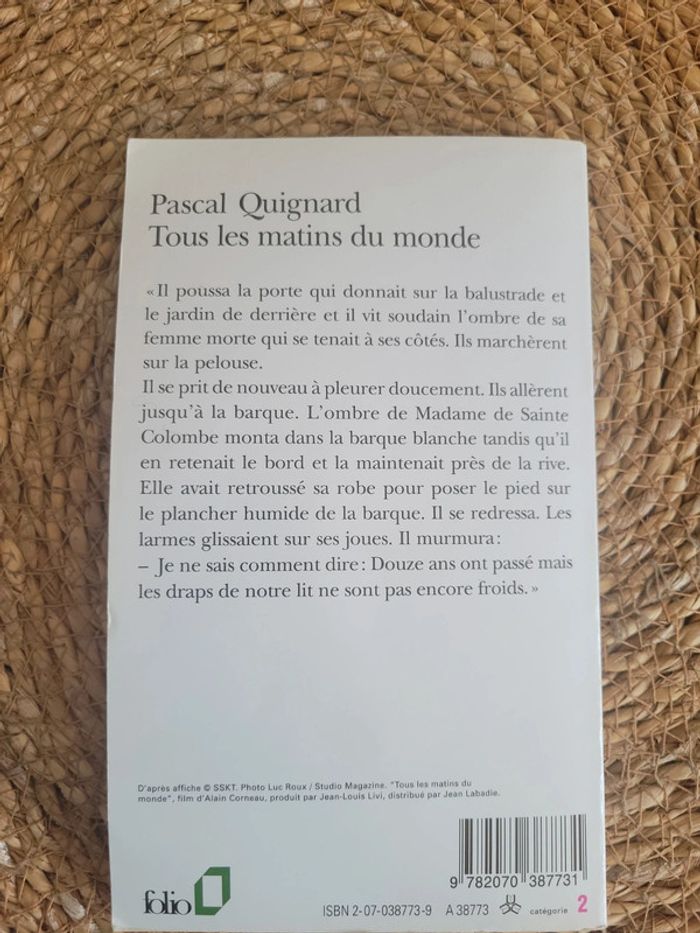 Pascal Quignard
Tous les matins du monde
« Il poussa la porte qui donnait sur la balustrade et
le jardin de derrière et il vit soudain l’ombre de sa
femme morte qui se tenait à ses côtés. Ils marchèrent
sur la pelouse.
Il se prit de nouveau à pleurer doucement. Ils allèrent
jusqu’à la barque. L’ombre de Madame de Sainte
Colombe monta dans la barque blanche tandis qu’il
en retenait le bord et la maintenait près de la rive.
Elle avait retroussé sa robe pour poser le pied sur
le plancher humide de la barque. Il se redressa. Les
larmes glissaient sur ses joues. Il murmura :
– Je ne sais comment dire : Douze ans ont passé mais
les draps de notre lit ne sont pas encore froids. »
D'après affiche © SSKT. Photo Luc Roux / Studio Magazine. "Tous les matins du
monde", film d'Alain Corneau, produit par Jean-Louis Livi, distribué par Jean Labadie.
9 782070 387731
folio
ISBN 2-07-038773-9 A 38773 catégorie 2